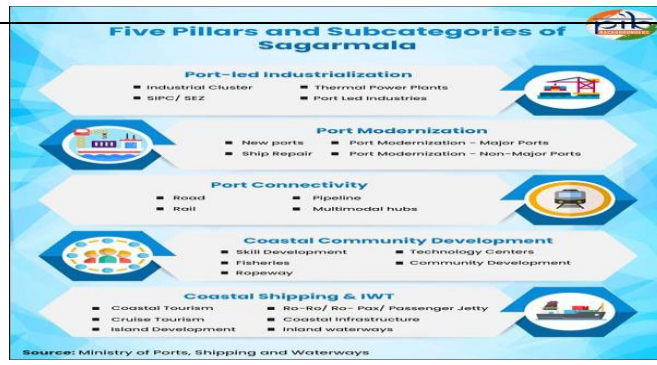 Five Pillars and Subcategories of
Sagarmala
pib
BACKGROUNDERS
Port-led Industrialization
■ Industrial Cluster ■ Thermal Power Plants
■ SIPC/ SEZ ■ Port Led Industries
Port Modernization
■ New ports ■ Port Modernization - Major Ports
■ Ship Repair ■ Port Modernization - Non-Major Ports
Port Connectivity
■ Road ■ Pipeline
■ Rail ■ Multimodal hubs
Coastal Community Development
■ Skill Development ■ Technology Centers
■ Fisheries ■ Community Development
■ Ropeway
Coastal Shipping & IWT
■ Coastal Tourism ■ Ro-Ro/ Ro- Pax/ Passenger Jetty
■ Cruise Tourism ■ Coastal Infrastructure
■ Island Development ■ Inland waterways
Source: Ministry of Ports, Shipping and Waterways